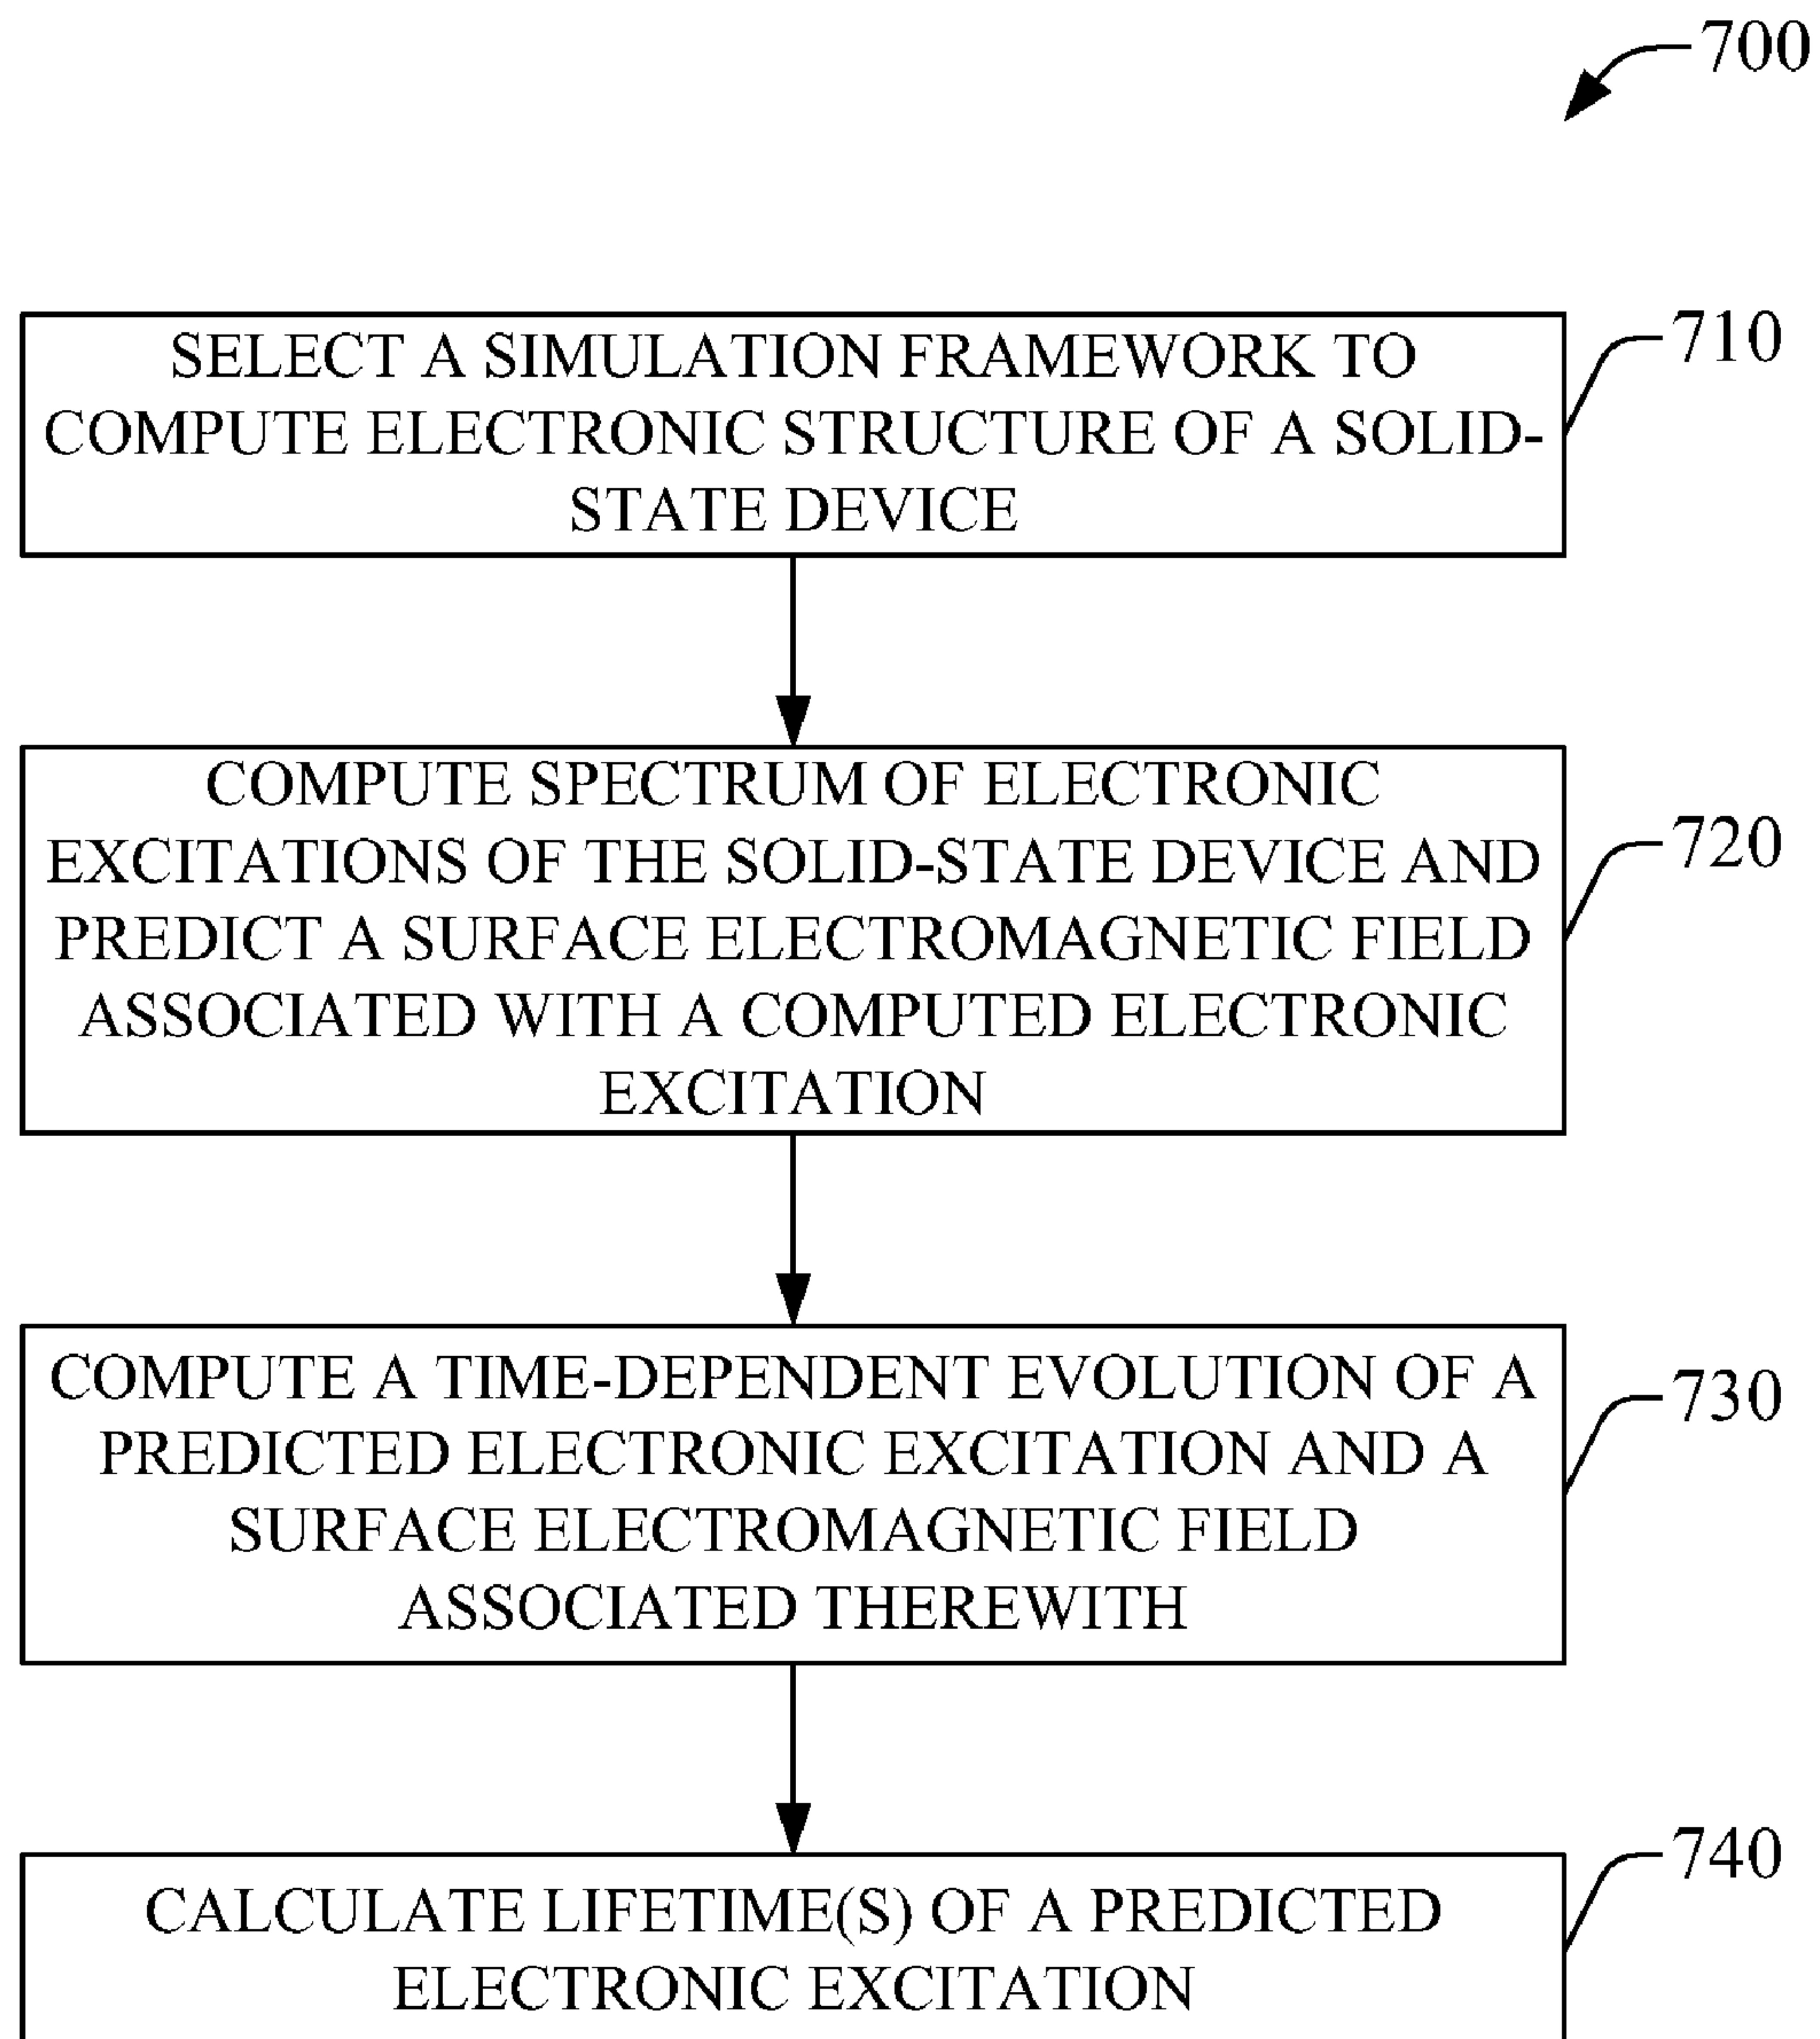 700
SELECT A SIMULATION FRAMEWORK TO
COMPUTE ELECTRONIC STRUCTURE OF A SOLID-
STATE DEVICE
710
COMPUTE SPECTRUM OF ELECTRONIC
EXCITATIONS OF THE SOLID-STATE DEVICE AND
PREDICT A SURFACE ELECTROMAGNETIC FIELD
ASSOCIATED WITH A COMPUTED ELECTRONIC
EXCITATION
720
COMPUTE A TIME-DEPENDENT EVOLUTION OF A
PREDICTED ELECTRONIC EXCITATION AND A
SURFACE ELECTROMAGNETIC FIELD
ASSOCIATED THEREWITH
730
CALCULATE LIFETIME(S) OF A PREDICTED
ELECTRONIC EXCITATION
740